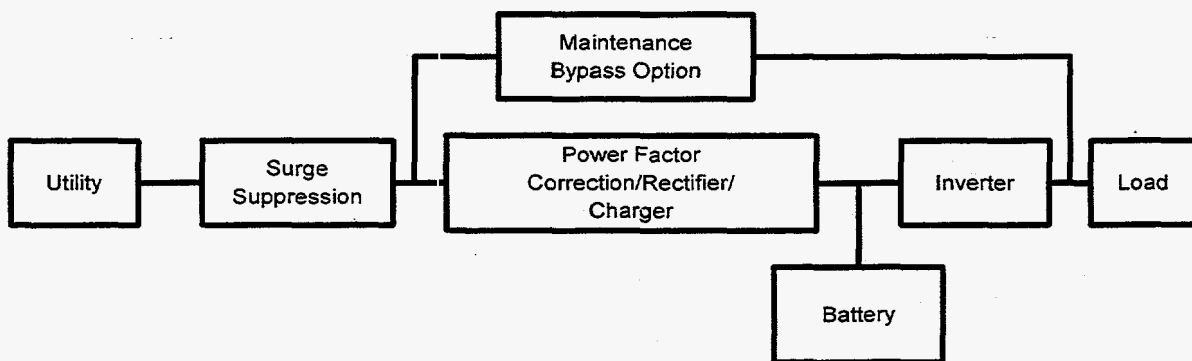 Maintenance
Bypass Option
Utility
Surge
Suppression
Power Factor
Correction/Rectifier/
Charger
Inverter
Load
Battery